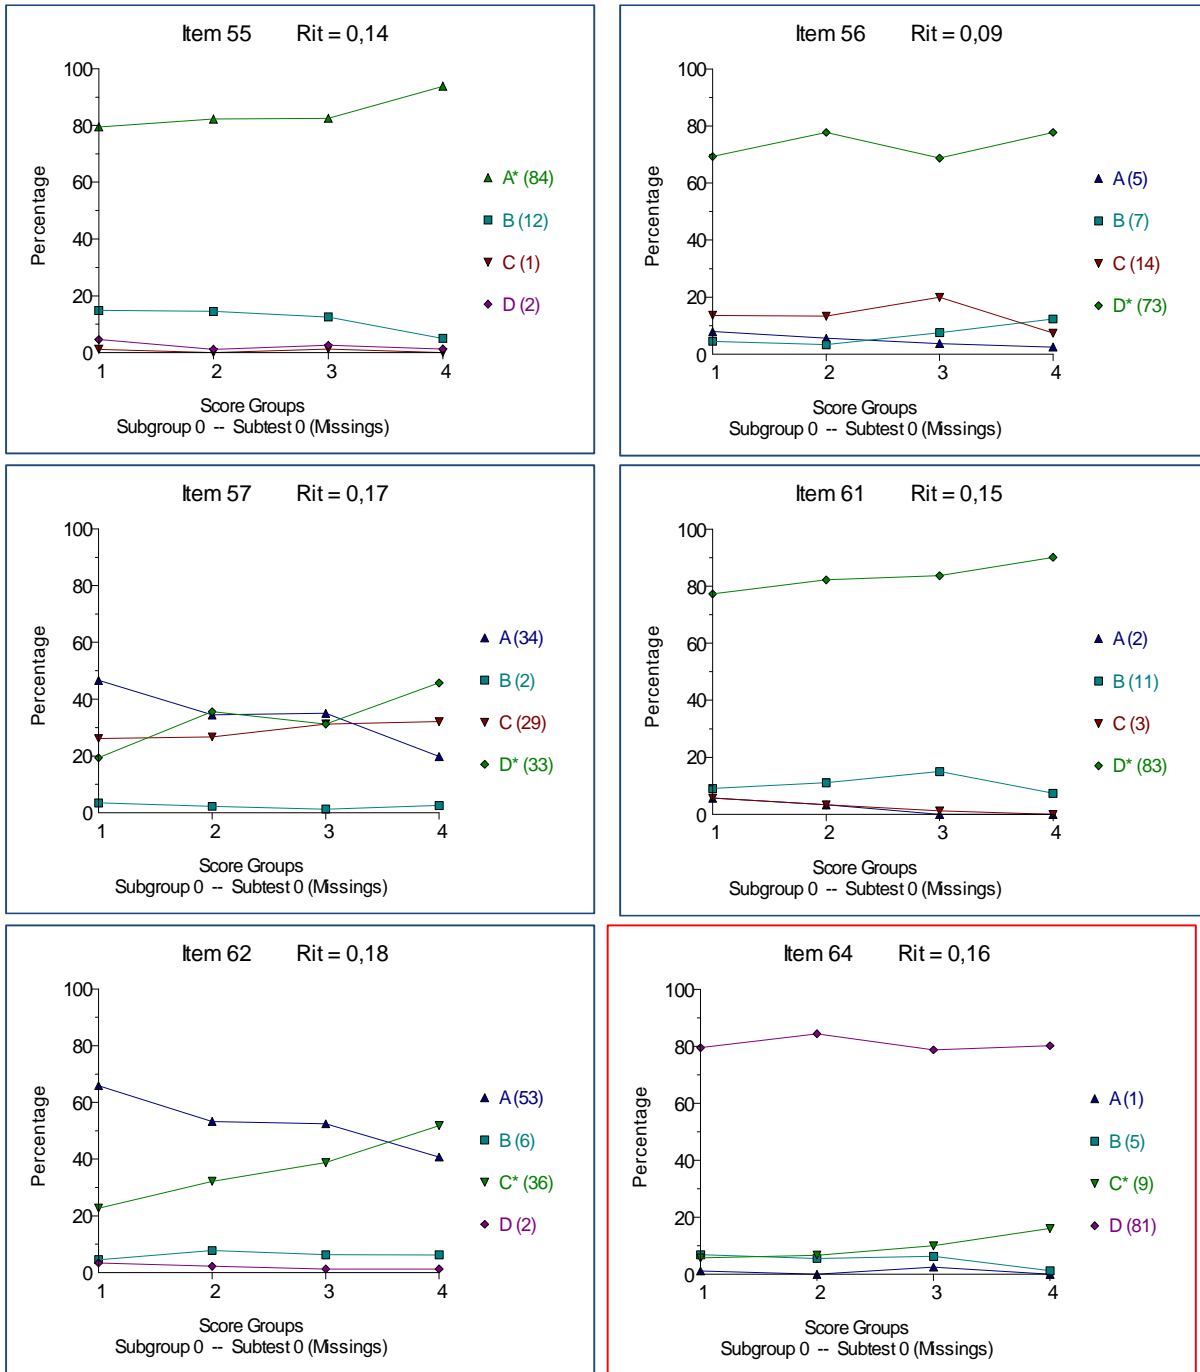 Item 55 Rit = 0,14
100
80
60
40
20
0
Percentage
1 2 3 4
Score Groups
Subgroup 0 -- Subtest 0 (Missings)
A* (84)
B (12)
C (1)
D (2)
Item 56 Rit = 0,09
100
80
60
40
20
0
Percentage
1 2 3 4
Score Groups
Subgroup 0 -- Subtest 0 (Missings)
A (5)
B (7)
C (14)
D* (73)
Item 57 Rit = 0,17
100
80
60
40
20
0
Percentage
1 2 3 4
Score Groups
Subgroup 0 -- Subtest 0 (Missings)
A (34)
B (2)
C (29)
D* (33)
Item 61 Rit = 0,15
100
80
60
40
20
0
Percentage
1 2 3 4
Score Groups
Subgroup 0 -- Subtest 0 (Missings)
A (2)
B (11)
C (3)
D* (83)
Item 62 Rit = 0,18
100
80
60
40
20
0
Percentage
1 2 3 4
Score Groups
Subgroup 0 -- Subtest 0 (Missings)
A (53)
B (6)
C* (36)
D (2)
Item 64 Rit = 0,16
100
80
60
40
20
0
Percentage
1 2 3 4
Score Groups
Subgroup 0 -- Subtest 0 (Missings)
A (1)
B (5)
C* (9)
D (81)